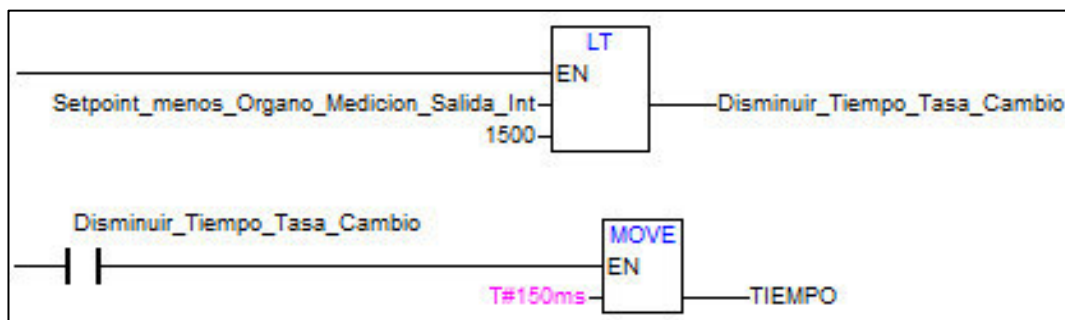 LT
EN
Setpoint_menos_Organo_Medicion_Salida_Int
Disminuir_Tiempo_Tasa_Cambio
1500
Disminuir_Tiempo_Tasa_Cambio
MOVE
EN
T#150ms
TIEMPO